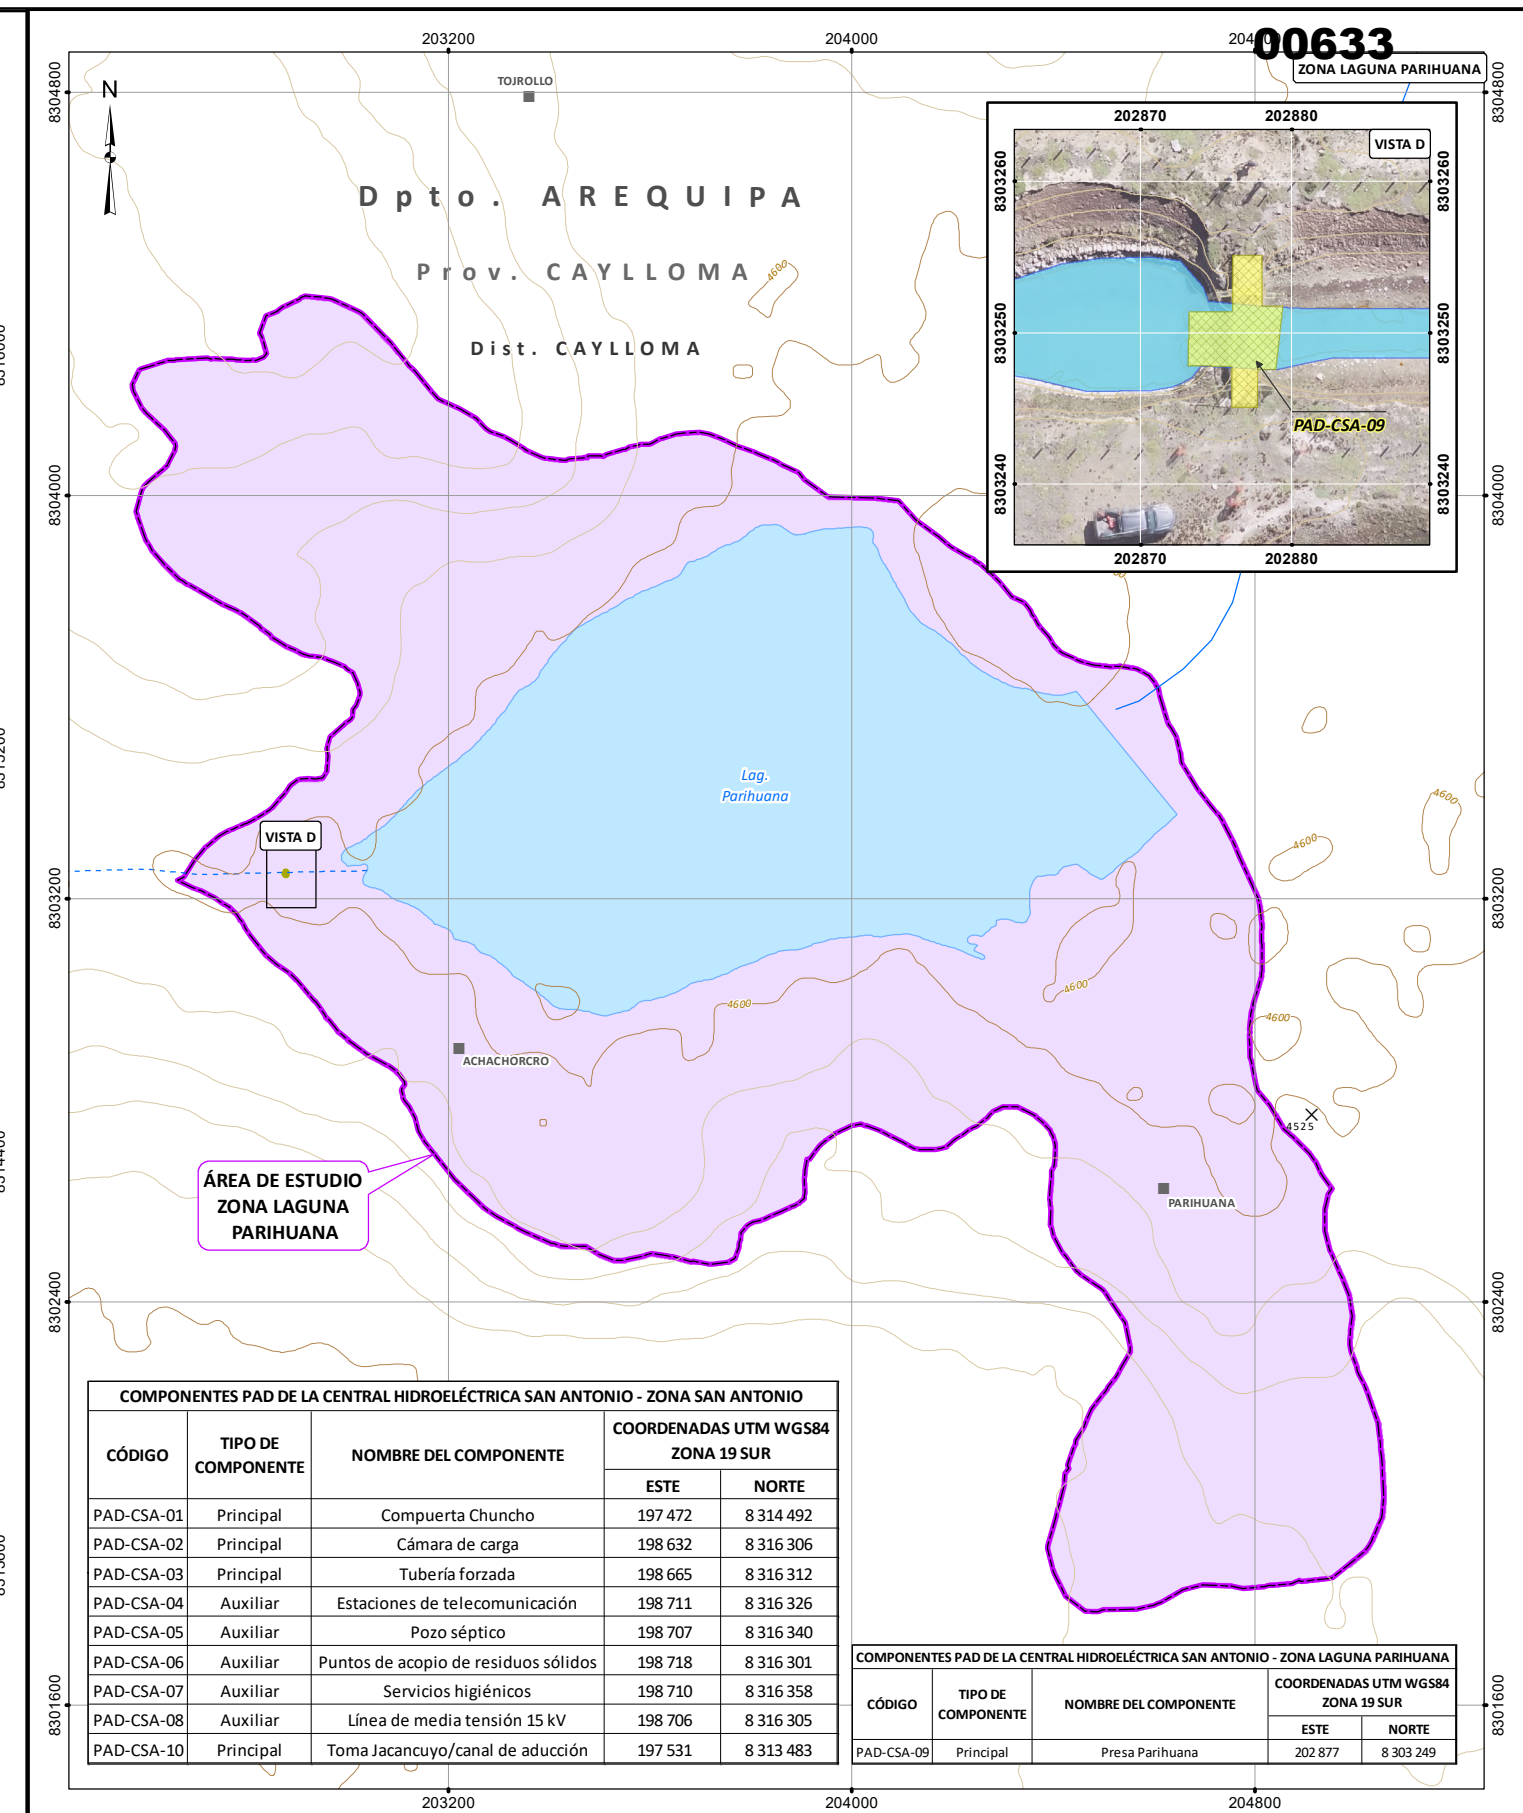 00633
203200
204000
ZONA LAGUNA PARIHUANA
8304800
8304800
N
TOJROLLO
Dpto. AREQUIPA
Prov. CAYLLOMA
Dist. CAYLLOMA
4600
202870
202880
VISTA D
8303260
8303260
8303250
8303250
PAD-CSA-09
8303240
8303240
202870
202880
8304000
8304000
Lag.
Parihuana
4600
4600
VISTA D
8303200
8303200
4600
4600
4600
ACHACHORCRO
4525
ÁREA DE ESTUDIO
ZONA LAGUNA
PARIHUANA
PARIHUANA
8302400
8302400
COMPONENTES PAD DE LA CENTRAL HIDROELÉCTRICA SAN ANTONIO - ZONA SAN ANTONIO
CÓDIGO
TIPO DE
COMPONENTE
NOMBRE DEL COMPONENTE
COORDENADAS UTM WGS84
ZONA 19 SUR
ESTE
NORTE
PAD-CSA-01 Principal Compuerta Chuncho 197 472 8 314 492
PAD-CSA-02 Principal Cámara de carga 198 632 8 316 306
PAD-CSA-03 Principal Tubería forzada 198 665 8 316 312
PAD-CSA-04 Auxiliar Estaciones de telecomunicación 198 711 8 316 326
PAD-CSA-05 Auxiliar Pozo séptico 198 707 8 316 340
PAD-CSA-06 Auxiliar Puntos de acopio de residuos sólidos 198 718 8 316 301
PAD-CSA-07 Auxiliar Servicios higiénicos 198 710 8 316 358
PAD-CSA-08 Auxiliar Línea de media tensión 15 kV 198 706 8 316 305
PAD-CSA-10 Principal Toma Jacancuyo/canal de aducción 197 531 8 313 483
COMPONENTES PAD DE LA CENTRAL HIDROELÉCTRICA SAN ANTONIO - ZONA LAGUNA PARIHUANA
CÓDIGO
TIPO DE
COMPONENTE
NOMBRE DEL COMPONENTE
COORDENADAS UTM WGS84
ZONA 19 SUR
ESTE
NORTE
PAD-CSA-09 Principal Presa Parihuana 202 877 8 303 249
8301600
8301600
203200
204000
204800